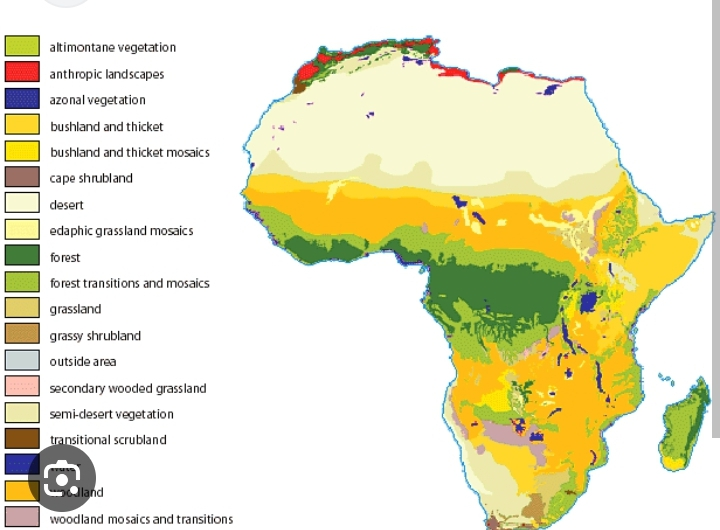 altimontane vegetation
anthropic landscapes
azonal vegetation
bushland and thicket
bushland and thicket mosaics
cape shrubland
desert
edaphic grassland mosaics
forest
forest transitions and mosaics
grassland
grassy shrubland
outside area
secondary wooded grassland
semi-desert vegetation
transitional scrubland
woodland mosaics and transitions